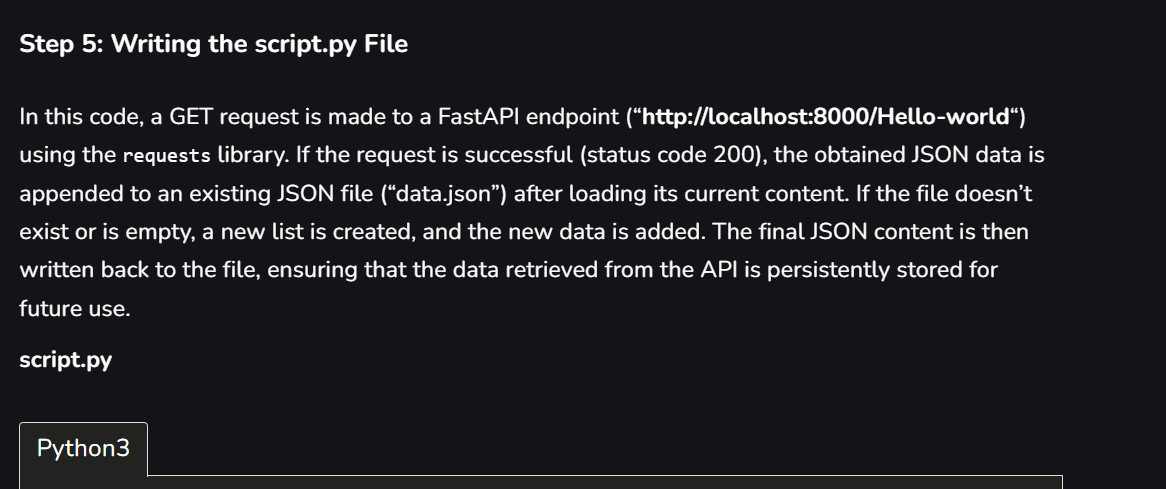 Step 5: Writing the script.py File
In this code, a GET request is made to a FastAPI endpoint (“http://localhost:8000/Hello-world“)
using the requests library. If the request is successful (status code 200), the obtained JSON data is
appended to an existing JSON file (“data.json”) after loading its current content. If the file doesn’t
exist or is empty, a new list is created, and the new data is added. The final JSON content is then
written back to the file, ensuring that the data retrieved from the API is persistently stored for
future use.
script.py
Python3